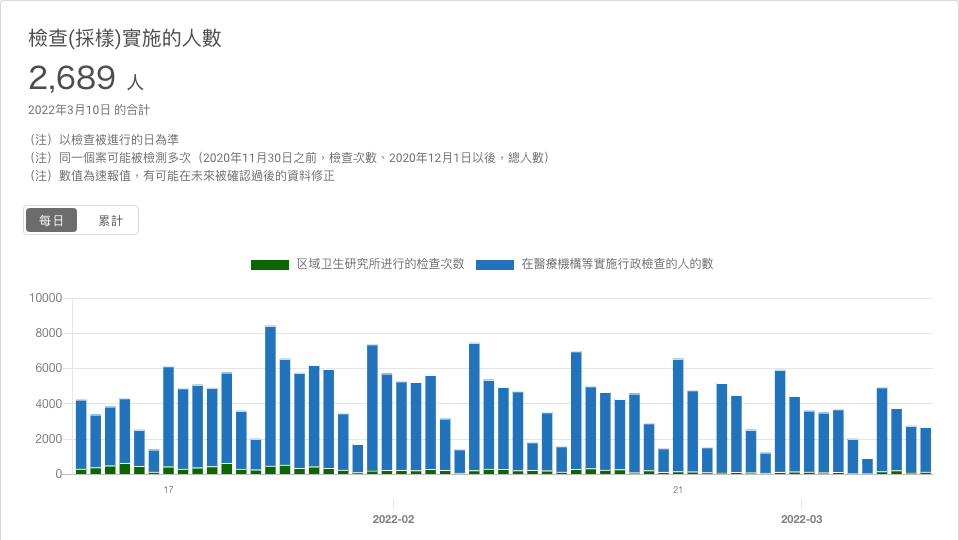 檢查(採樣)實施的人數
2,689 人
2022年3月10日 的合計
（注）以檢查被進行的日為準
（注）同一個案可能被檢測多次（2020年11月30日之前，檢查次數、2020年12月1日以後，總人數）
（注）數值為速報值，有可能在未來被確認過後的資料修正
每日 累計
区域卫生研究所进行的检查次数 在醫療機構等實施行政檢查的人的數
10000
8000
6000
4000
2000
0
17 21
2022-02 2022-03